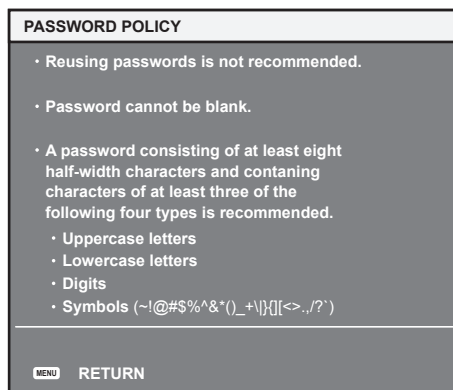 PASSWORD POLICY
・Reusing passwords is not recommended.
・Password cannot be blank.
・A password consisting of at least eight
half-width characters and contaning
characters of at least three of the
following four types is recommended.
・Uppercase letters
・Lowercase letters
・Digits
・Symbols (~!@#$%^&*()_+\|}{][<>.,/?`)
MENU RETURN